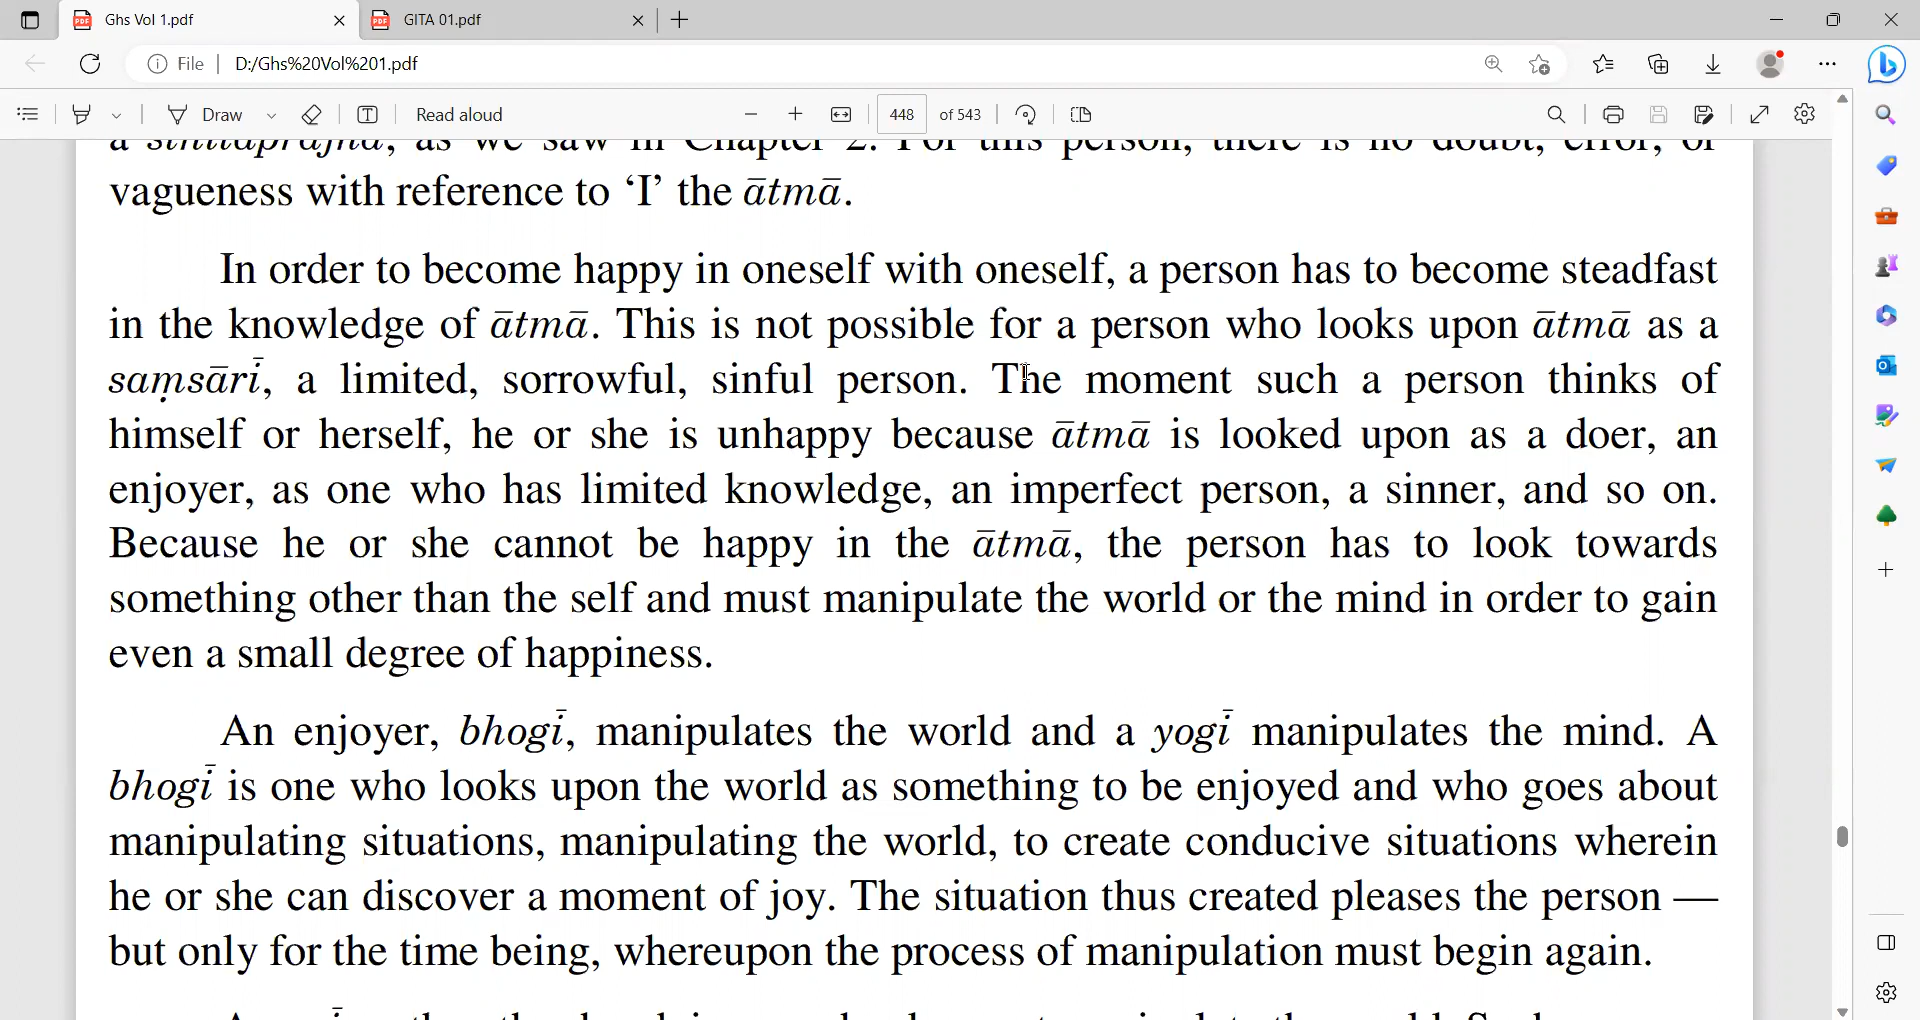 Ghs Vol 1.pdf
GITA 01.pdf
File
D:/Ghs%20Vol%201.pdf
Draw
Read aloud
448 of 543
a sthitaprajña, as we saw in Chapter 2. For this person, there is no doubt, error, or
vagueness with reference to ‘I’ the ātmā.
In order to become happy in oneself with oneself, a person has to become steadfast
in the knowledge of ātmā. This is not possible for a person who looks upon ātmā as a
saṃsārī, a limited, sorrowful, sinful person. The moment such a person thinks of
himself or herself, he or she is unhappy because ātmā is looked upon as a doer, an
enjoyer, as one who has limited knowledge, an imperfect person, a sinner, and so on.
Because he or she cannot be happy in the ātmā, the person has to look towards
something other than the self and must manipulate the world or the mind in order to gain
even a small degree of happiness.
An enjoyer, bhogī, manipulates the world and a yogī manipulates the mind. A
bhogī is one who looks upon the world as something to be enjoyed and who goes about
manipulating situations, manipulating the world, to create conducive situations wherein
he or she can discover a moment of joy. The situation thus created pleases the person —
but only for the time being, whereupon the process of manipulation must begin again.